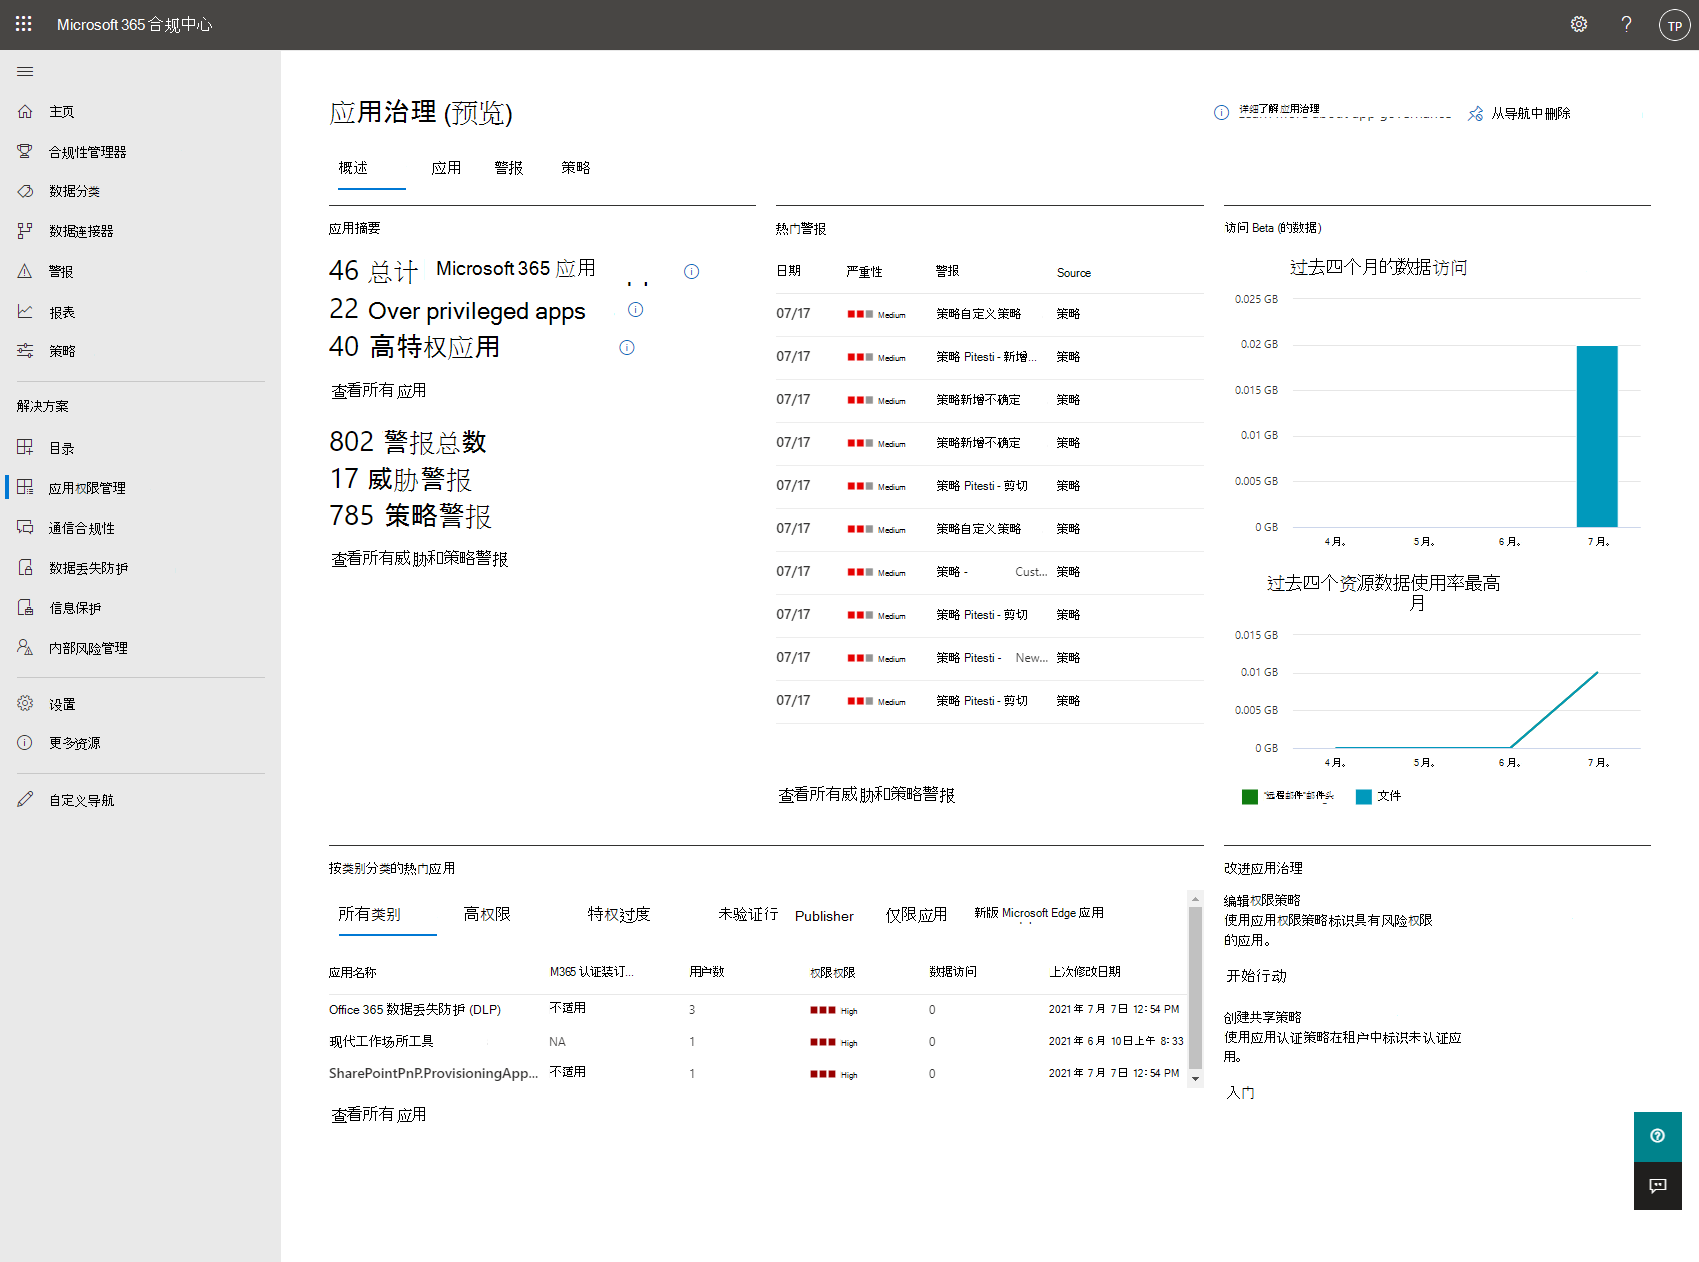 Microsoft 365 合规中心
TP
主页
合规性管理器
数据分类
数据连接器
警报
报表
策略
解决方案
目录
应用权限管理
通信合规性
数据丢失防护
信息保护
内部风险管理
设置
更多资源
自定义导航
应用治理 (预览)
详细了解应用治理
从导航中删除
概述 应用 警报 策略
应用摘要
46 总计 Microsoft 365 应用
22 Over privileged apps
40 高特权应用
查看所有应用
802 警报总数
17 威胁警报
785 策略警报
查看所有威胁和策略警报
热门警报
日期 严重性 警报 Source
07/17 Medium 策略自定义策略 策略
07/17 Medium 策略 Pitesti - 新增... 策略
07/17 Medium 策略新增不确定 策略
07/17 Medium 策略新增不确定 策略
07/17 Medium 策略 Pitesti - 剪切 策略
07/17 Medium 策略自定义策略 策略
07/17 Medium 策略 - Cust... 策略
07/17 Medium 策略 Pitesti - 剪切 策略
07/17 Medium 策略 Pitesti - New... 策略
07/17 Medium 策略 Pitesti - 剪切 策略
查看所有威胁和策略警报
访问 Beta (的数据)
过去四个月的数据访问
0.025 GB
0.02 GB
0.015 GB
0.01 GB
0.005 GB
0 GB
4 月。 5 月。 6 月。 7 月。
过去四个资源数据使用率最高
月
0.015 GB
0.01 GB
0.005 GB
0 GB
4 月。 5 月。 6 月。 7 月。
"远程邮件"邮件头 文件
按类别分类的热门应用
所有类别 高权限 特权过度 未验证行 Publisher 仅限应用 新版 Microsoft Edge 应用
应用名称 M365 认证装订... 用户数 权限权限 数据访问 上次修改日期
Office 365 数据丢失防护 (DLP) 不适用 3 High 0 2021 年 7 月 7日 12: 54 PM
现代工作场所工具 NA 1 High 0 2021 年 6 月 10日上午 8: 33
SharePointPnP.ProvisioningApp... 不适用 1 High 0 2021 年 7 月 7日 12: 54 PM
查看所有应用
改进应用治理
编辑权限策略
使用应用权限策略标识具有风险权限
的应用。
开始行动
创建共享策略
使用应用认证策略在租户中标识未认证应
用。
入门